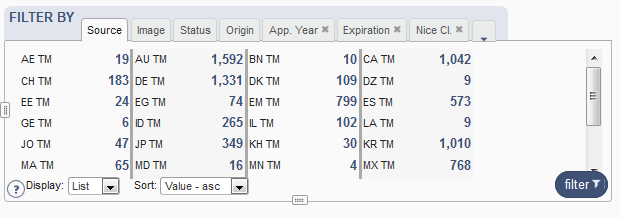 FILTER BY
Source Image Status Origin App. Year × Expiration × Nice Cl. ×
AE TM 19 AU TM 1,592 BN TM 10 CA TM 1,042
CH TM 183 DE TM 1,331 DK TM 109 DZ TM 9
EE TM 24 EG TM 74 EM TM 799 ES TM 573
GE TM 6 ID TM 265 IL TM 102 LA TM 9
JO TM 47 JP TM 349 KH TM 30 KR TM 1,010
MA TM 65 MD TM 16 MN TM 4 MX TM 768
? Display: List Sort: Value - asc filter